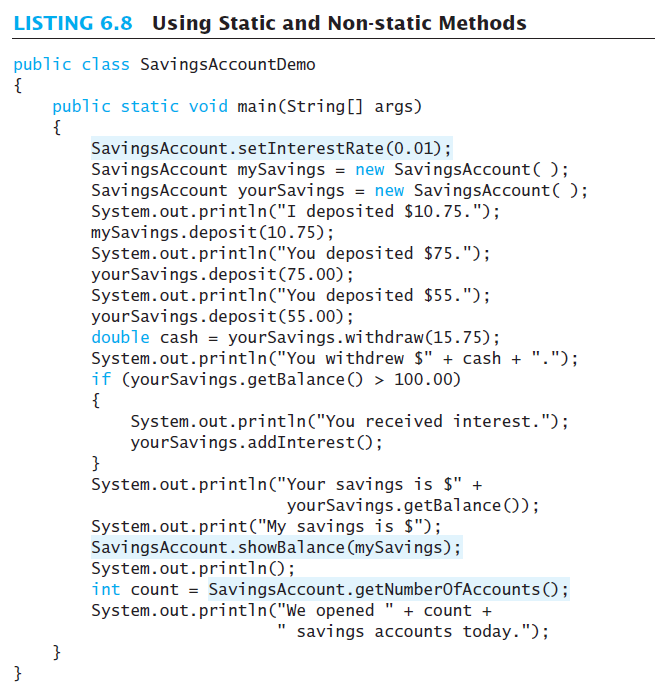 LISTING 6.8 Using Static and Non-static Methods
public class SavingsAccountDemo
{
    public static void main(String[] args)
    {
        SavingsAccount.setInterestRate(0.01);
        SavingsAccount mySavings = new SavingsAccount( );
        SavingsAccount yourSavings = new SavingsAccount( );
        System.out.println("I deposited $10.75.");
        mySavings.deposit(10.75);
        System.out.println("You deposited $75.");
        yourSavings.deposit(75.00);
        System.out.println("You deposited $55.");
        yourSavings.deposit(55.00);
        double cash = yourSavings.withdraw(15.75);
        System.out.println("You withdrew $" + cash + ".");
        if (yourSavings.getBalance() > 100.00)
        {
            System.out.println("You received interest.");
            yourSavings.addInterest();
        }
        System.out.println("Your savings is $" +
                            yourSavings.getBalance());
        System.out.print("My savings is $");
        SavingsAccount.showBalance(mySavings);
        System.out.println();
        int count = SavingsAccount.getNumberOfAccounts();
        System.out.println("We opened " + count +
                           " savings accounts today.");
    }
}